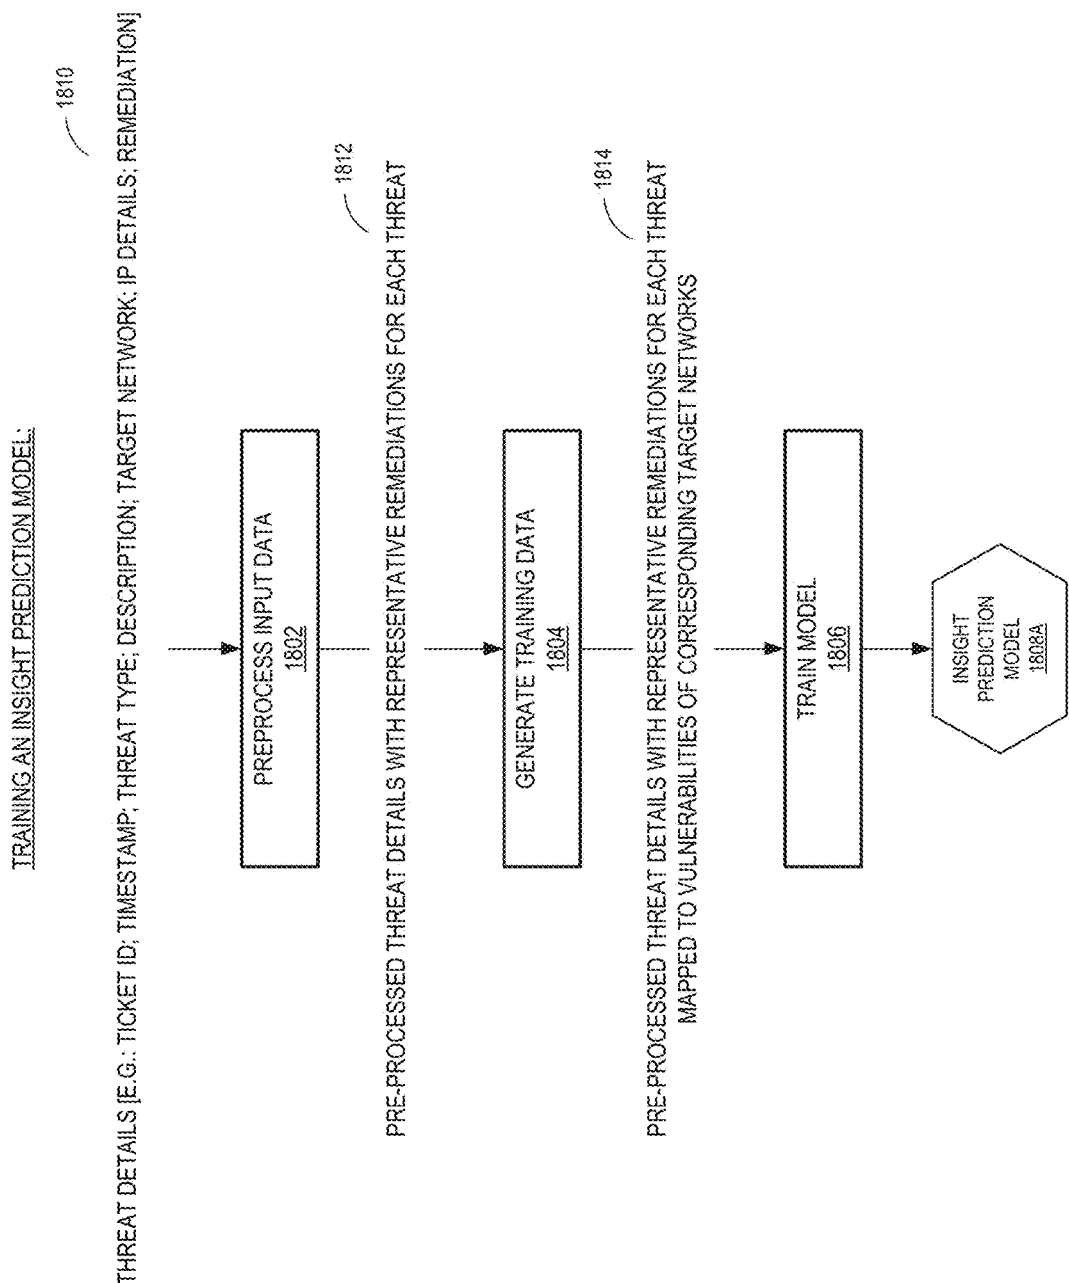 TRAINING AN INSIGHT PREDICTION MODEL:
1810
THREAT DETAILS [E.G.: TICKET ID; TIMESTAMP; THREAT TYPE; DESCRIPTION; TARGET NETWORK; IP DETAILS; REMEDIATION]
PREPROCESS INPUT DATA
1802
1812
PRE-PROCESSED THREAT DETAILS WITH REPRESENTATIVE REMEDIATIONS FOR EACH THREAT
GENERATE TRAINING DATA
1804
1814
PRE-PROCESSED THREAT DETAILS WITH REPRESENTATIVE REMEDIATIONS FOR EACH THREAT
MAPPED TO VULNERABILITIES OF CORRESPONDING TARGET NETWORKS
TRAIN MODEL
1806
INSIGHT
PREDICTION
MODEL
1808A